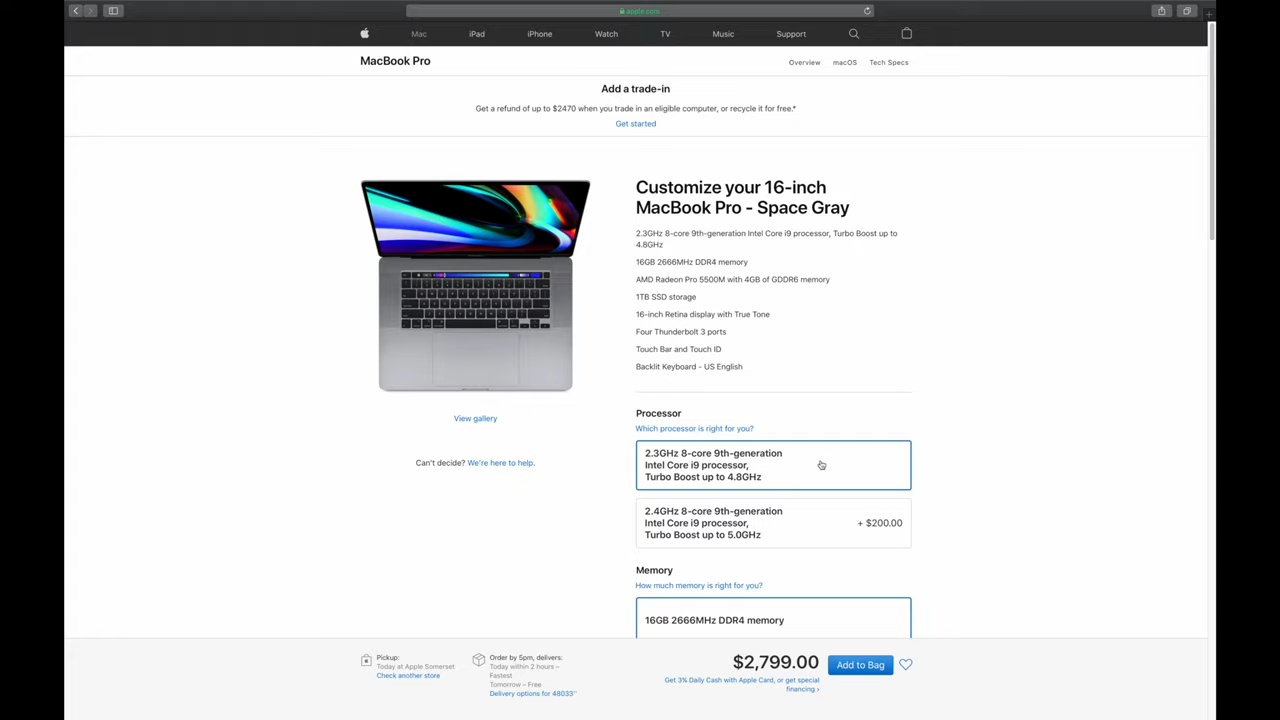 apple.com
Mac
iPad
iPhone
Watch
TV
Music
Support
MacBook Pro
Overview
macOS
Tech Specs
Add a trade-in
Get a refund of up to $2470 when you trade in an eligible computer, or recycle it for free.*
Get started
Customize your 16-inch
MacBook Pro - Space Gray
2.3GHz 8-core 9th-generation Intel Core i9 processor, Turbo Boost up to
4.8GHz
16GB 2666MHz DDR4 memory
AMD Radeon Pro 5500M with 4GB of GDDR6 memory
1TB SSD storage
16-inch Retina display with True Tone
Four Thunderbolt 3 ports
Touch Bar and Touch ID
Backlit Keyboard - US English
View gallery
Can't decide? We're here to help.
Processor
Which processor is right for you?
2.3GHz 8-core 9th-generation
Intel Core i9 processor,
Turbo Boost up to 4.8GHz
2.4GHz 8-core 9th-generation
Intel Core i9 processor,
Turbo Boost up to 5.0GHz
+ $200.00
Memory
How much memory is right for you?
16GB 2666MHz DDR4 memory
Pickup:
Today at Apple Somerset
Check another store
Order by 5pm, delivers:
Today within 2 hours –
Fastest
Tomorrow – Free
Delivery options for 48033**
$2,799.00
Get 3% Daily Cash with Apple Card, or get special
financing ›
Add to Bag